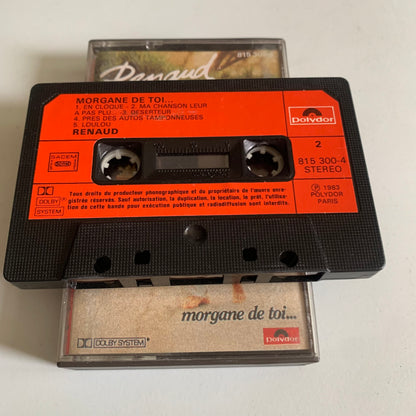 Renaud
815 300-4
MORGANE DE TOI...
1. EN CLOQUE - 2. MA CHANSON LEUR
A PAS PLU... - 3. DESERTEUR
4. PRES DES AUTOS TAMPONNEUSES
5. LOULOU
RENAUD
Polydor
2
SACEM
815 300-4
STEREO
DOLBY SYSTEM
Tous droits du producteur phonographique et du propriétaire de l'œuvre enre-
gistrée réservés. Sauf autorisation, la duplication, la location, le prêt, l'utilisa-
tion de cette bande pour exécution publique et radiodiffusion sont interdits.
℗ 1983
POLYDOR
PARIS
morgane de toi...
Polydor
DOLBY SYSTEM